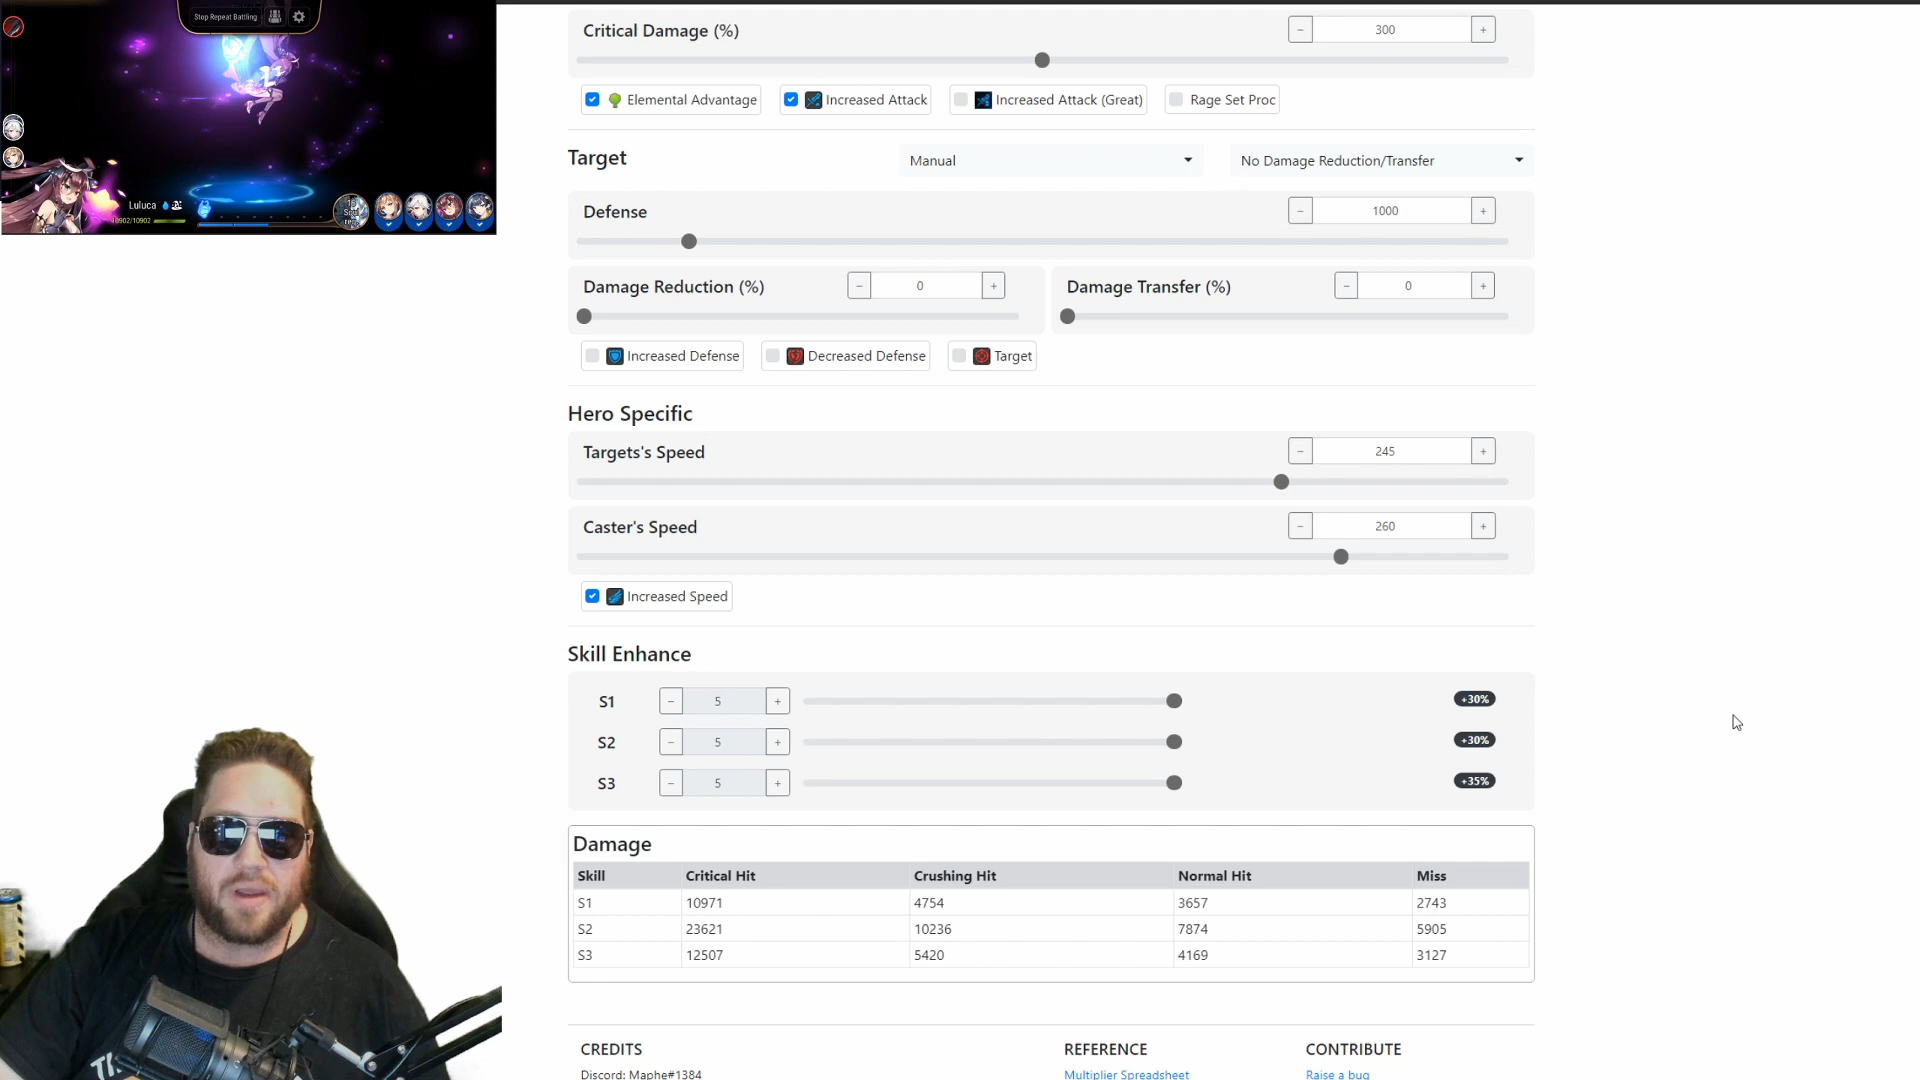 Stop Repeat Battling
Luluca
10902/10902
Critical Damage (%)
− 300 +
Elemental Advantage
Increased Attack
Increased Attack (Great)
Rage Set Proc
Target
Manual
No Damage Reduction/Transfer
Defense
− 1000 +
Damage Reduction (%)
− 0 +
Damage Transfer (%)
− 0 +
Increased Defense
Decreased Defense
Target
Hero Specific
Targets's Speed
− 245 +
Caster's Speed
− 260 +
Increased Speed
Skill Enhance
S1 − 5 + +30%
S2 − 5 + +30%
S3 − 5 + +35%
Damage
Skill Critical Hit Crushing Hit Normal Hit Miss
S1 10971 4754 3657 2743
S2 23621 10236 7874 5905
S3 12507 5420 4169 3127
CREDITS
Discord: Maphe#1384
REFERENCE
Multiplier Spreadsheet
CONTRIBUTE
Raise a bug